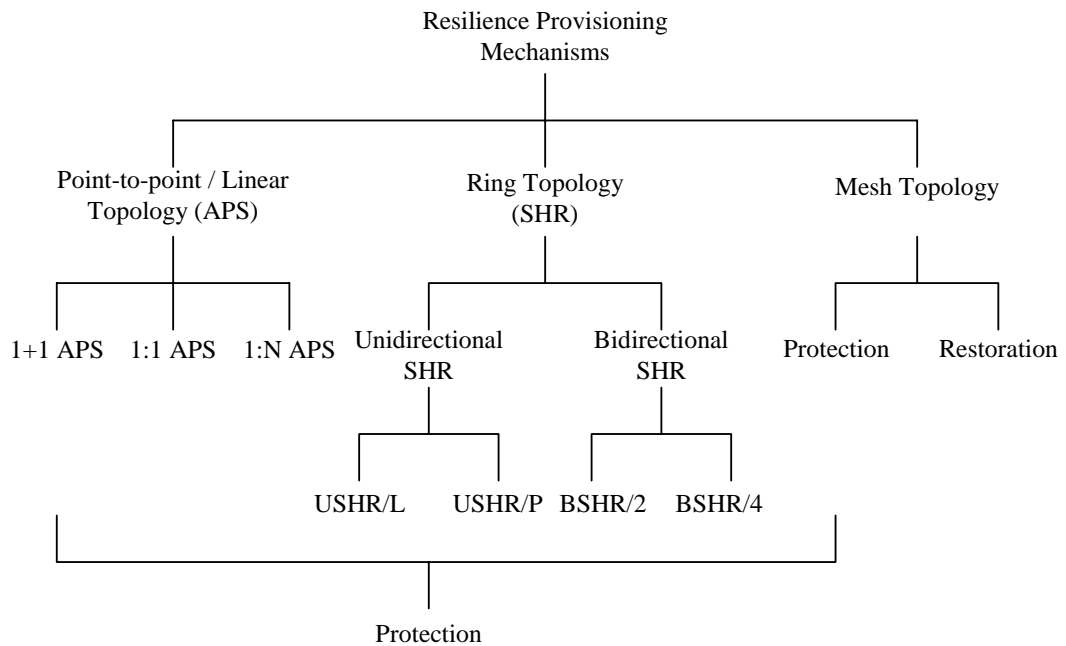 Resilience Provisioning
Mechanisms
Point-to-point / Linear
Topology (APS)
Ring Topology
(SHR)
Mesh Topology
1+1 APS
1:1 APS
1:N APS
Unidirectional
SHR
Bidirectional
SHR
Protection
Restoration
USHR/L
USHR/P
BSHR/2
BSHR/4
Protection